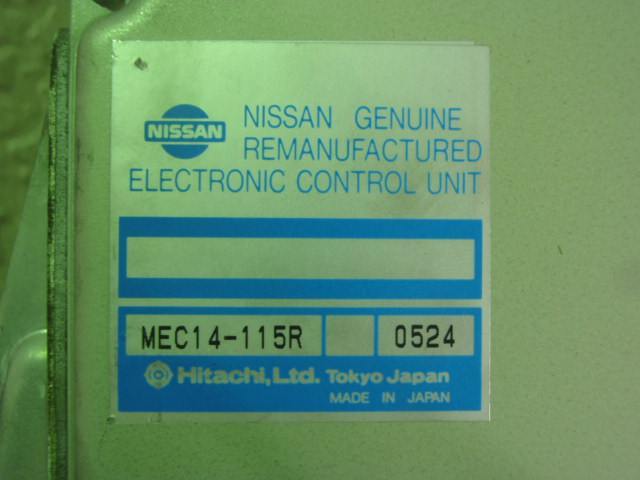 NISSAN
NISSAN GENUINE
REMANUFACTURED
ELECTRONIC CONTROL UNIT
MEC14-115R 0524
Hitachi, Ltd. Tokyo Japan
MADE IN JAPAN